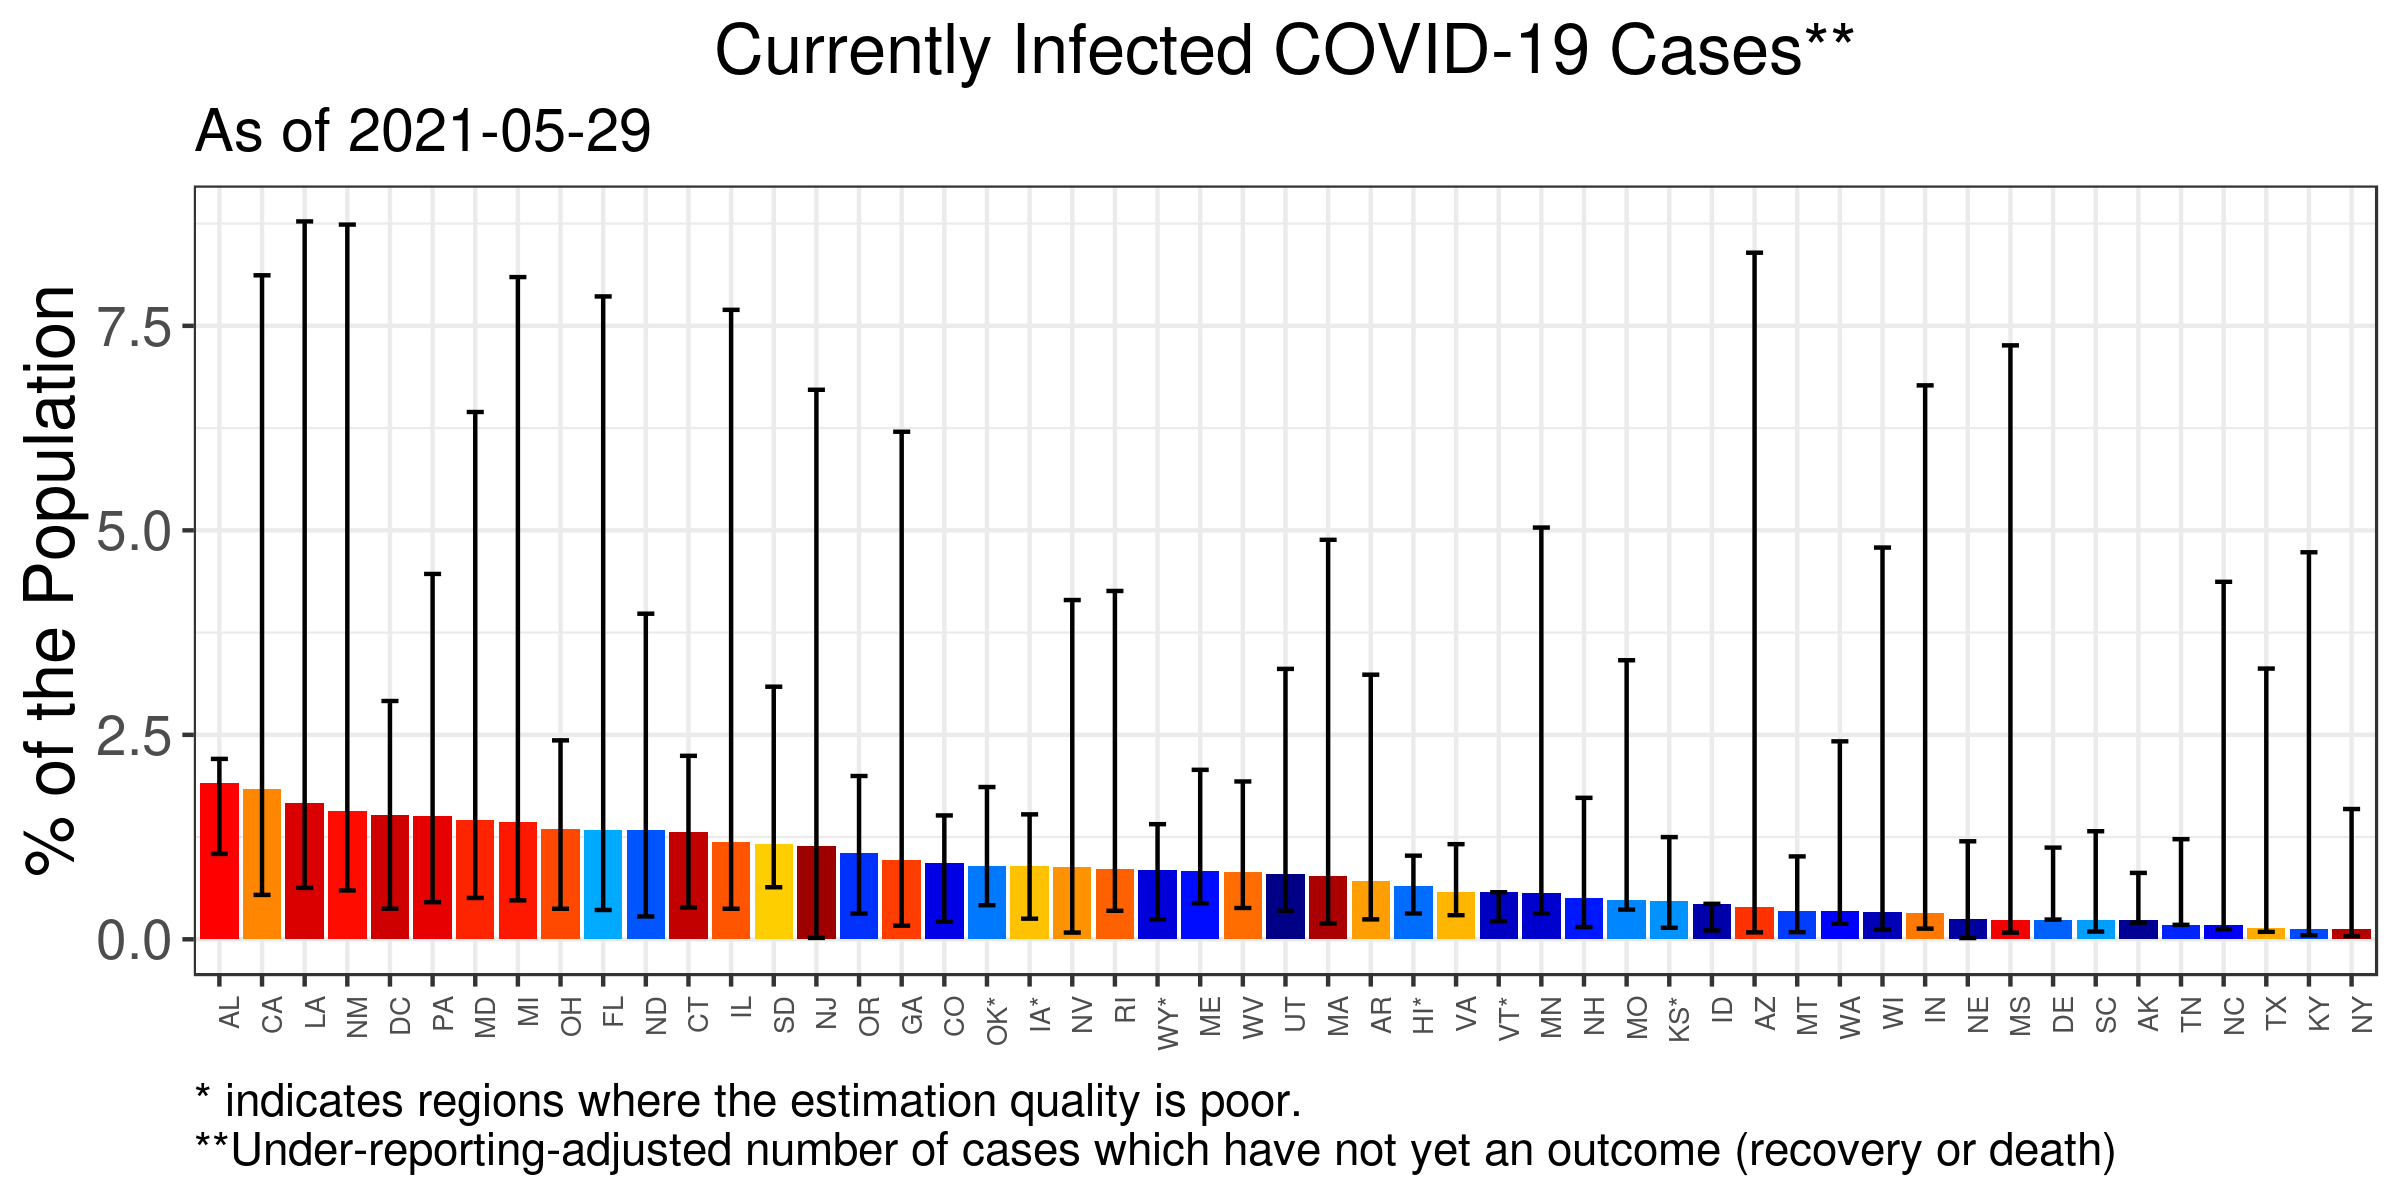 Currently Infected COVID-19 Cases**
As of 2021-05-29
% of the Population
7.5
5.0
2.5
0.0
AL CA LA NM DC PA MD MI OH FL ND CT IL SD NJ OR GA CO OK* IA* NV RI WY* ME WV UT MA AR HI* VA VT* MN NH MO KS* ID AZ MT WA WI IN NE MS DE SC AK TN NC TX KY NY
* indicates regions where the estimation quality is poor.
**Under-reporting-adjusted number of cases which have not yet an outcome (recovery or death)